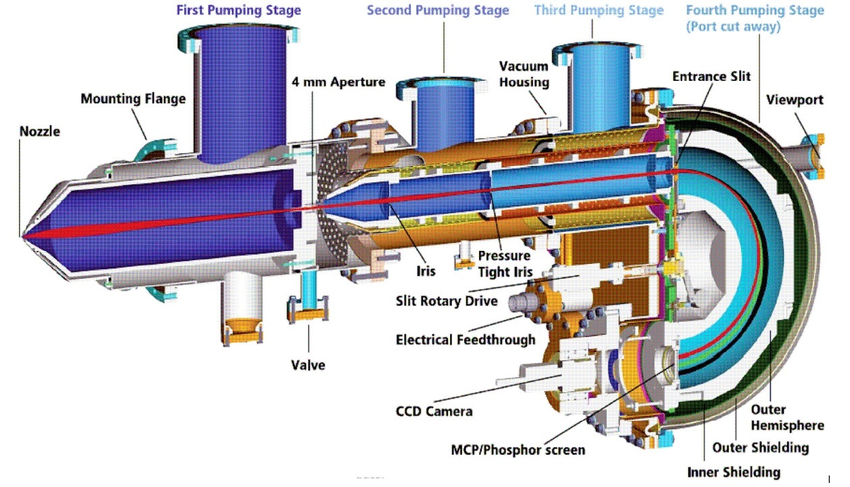 First Pumping Stage
Second Pumping Stage
Third Pumping Stage
Fourth Pumping Stage
(Port cut away)
Vacuum
Housing
Entrance Slit
4 mm Aperture
Mounting Flange
Viewport
Nozzle
Iris
Pressure
Tight Iris
Slit Rotary Drive
Electrical Feedthrough
Valve
CCD Camera
Outer
Hemisphere
MCP/Phosphor screen
Outer Shielding
Inner Shielding